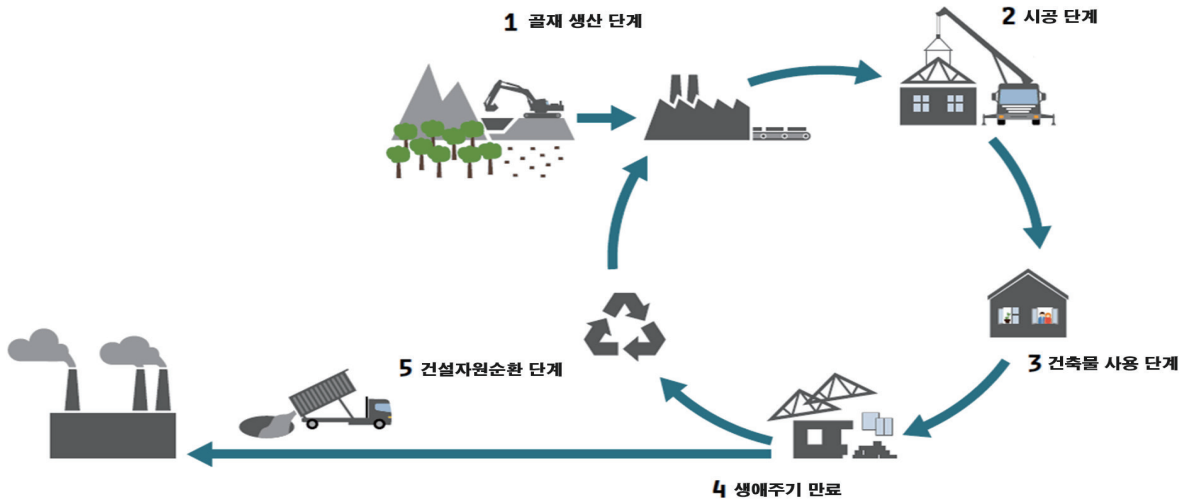 1 골재 생산 단계
2 시공 단계
3 건축물 사용 단계
5 건설자원순환 단계
4 생애주기 만료